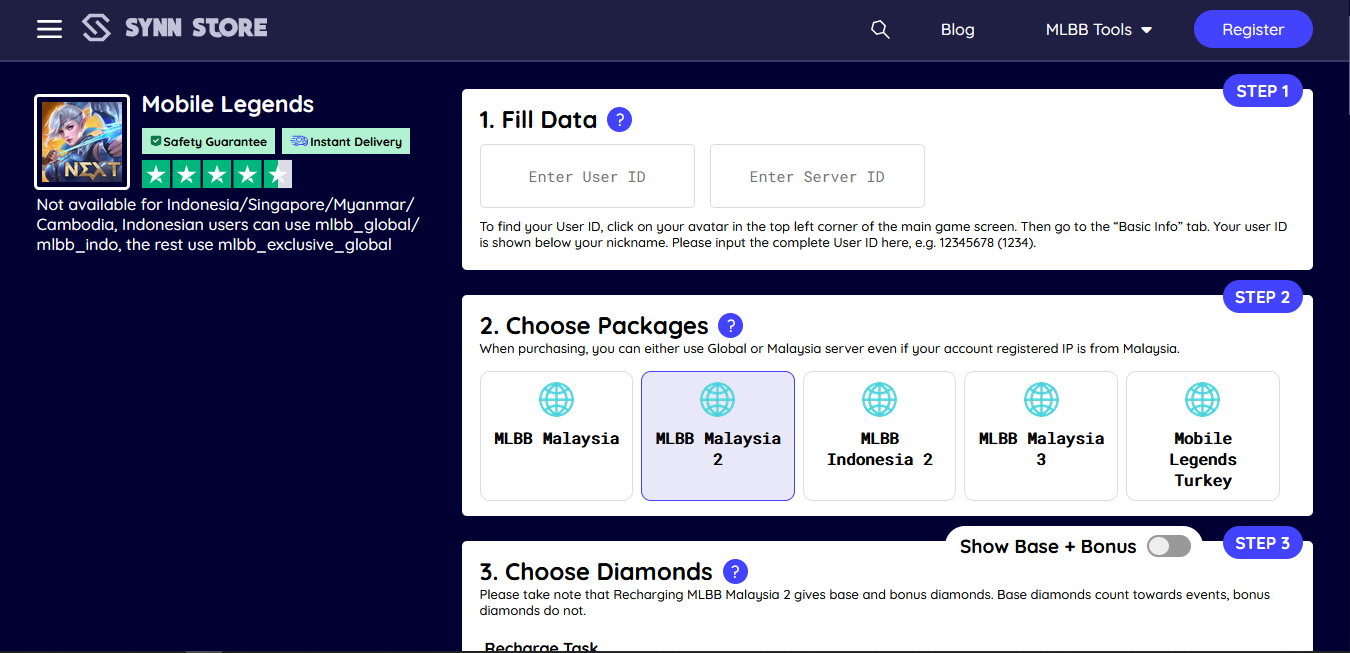 SYNN STORE
Blog
MLBB Tools
Register
NEXT
Mobile Legends
Safety Guarantee
Instant Delivery
Not available for Indonesia/Singapore/Myanmar/
Cambodia, Indonesian users can use mlbb_global/
mlbb_indo, the rest use mlbb_exclusive_global
STEP 1
1. Fill Data ?
Enter User ID
Enter Server ID
To find your User ID, click on your avatar in the top left corner of the main game screen. Then go to the “Basic Info” tab. Your user ID
is shown below your nickname. Please input the complete User ID here, e.g. 12345678 (1234).
STEP 2
2. Choose Packages ?
When purchasing, you can either use Global or Malaysia server even if your account registered IP is from Malaysia.
MLBB Malaysia
MLBB Malaysia
2
MLBB
Indonesia 2
MLBB Malaysia
3
Mobile
Legends
Turkey
Show Base + Bonus
STEP 3
3. Choose Diamonds ?
Please take note that Recharging MLBB Malaysia 2 gives base and bonus diamonds. Base diamonds count towards events, bonus
diamonds do not.
Recharge Task